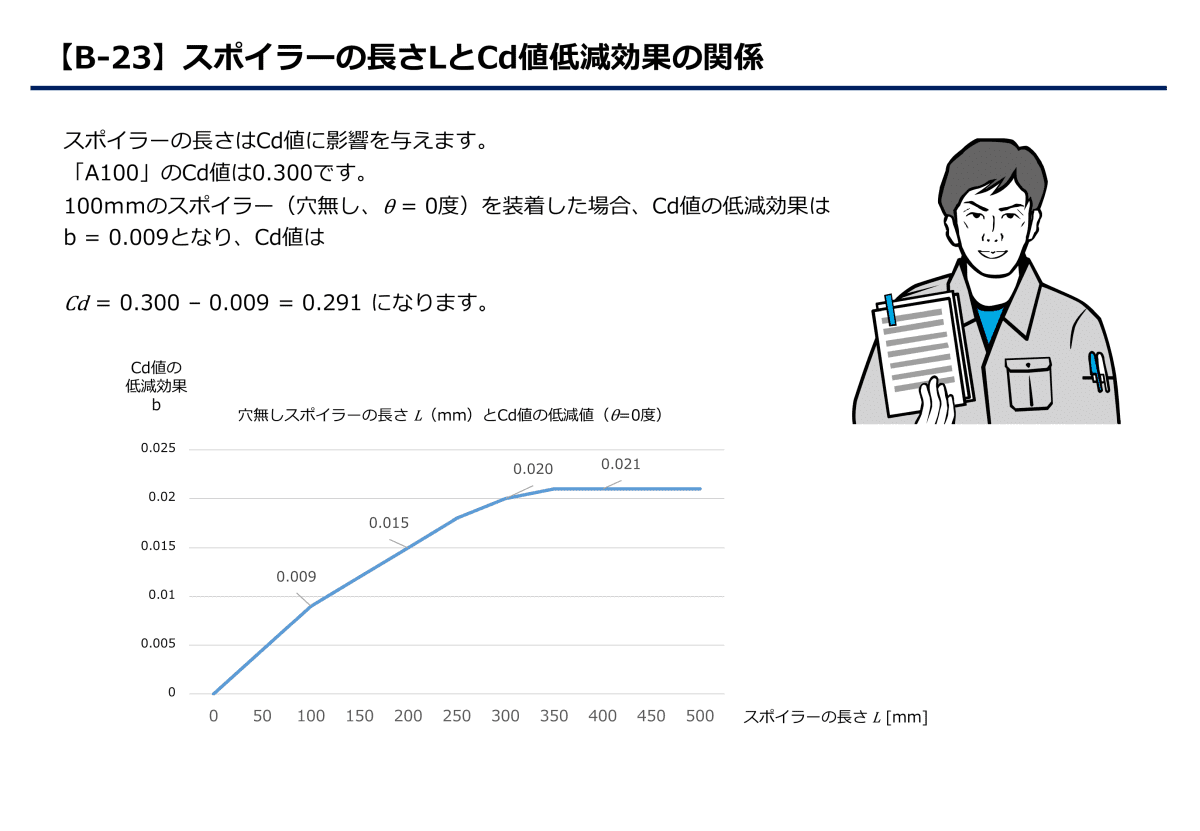 【B-23】スポイラーの長さLとCd値低減効果の関係
スポイラーの長さはCd値に影響を与えます。
「A100」のCd値は0.300です。
100mmのスポイラー（穴無し、θ = 0度）を装着した場合、Cd値の低減効果は
b = 0.009となり、Cd値は
Cd = 0.300 – 0.009 = 0.291 になります。
Cd値の
低減効果
b
穴無しスポイラーの長さ L（mm）とCd値の低減値（θ=0度）
0.025
0.02
0.015
0.01
0.005
0
0.009
0.015
0.020
0.021
0 50 100 150 200 250 300 350 400 450 500
スポイラーの長さ L [mm]